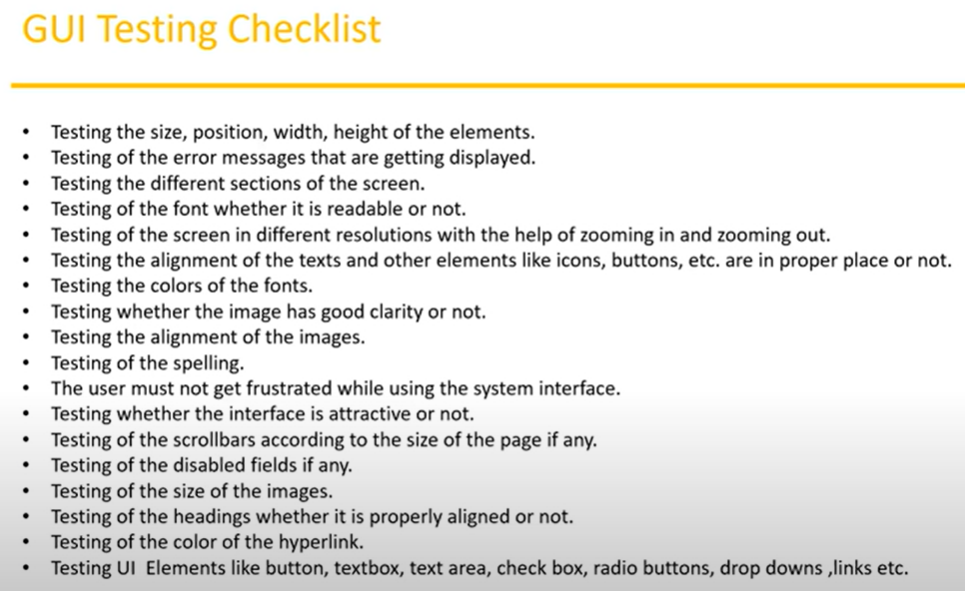 GUI Testing Checklist
• Testing the size, position, width, height of the elements.
• Testing of the error messages that are getting displayed.
• Testing the different sections of the screen.
• Testing of the font whether it is readable or not.
• Testing of the screen in different resolutions with the help of zooming in and zooming out.
• Testing the alignment of the texts and other elements like icons, buttons, etc. are in proper place or not.
• Testing the colors of the fonts.
• Testing whether the image has good clarity or not.
• Testing the alignment of the images.
• Testing of the spelling.
• The user must not get frustrated while using the system interface.
• Testing whether the interface is attractive or not.
• Testing of the scrollbars according to the size of the page if any.
• Testing of the disabled fields if any.
• Testing of the size of the images.
• Testing of the headings whether it is properly aligned or not.
• Testing of the color of the hyperlink.
• Testing UI  Elements like button, textbox, text area, check box, radio buttons, drop downs ,links etc.